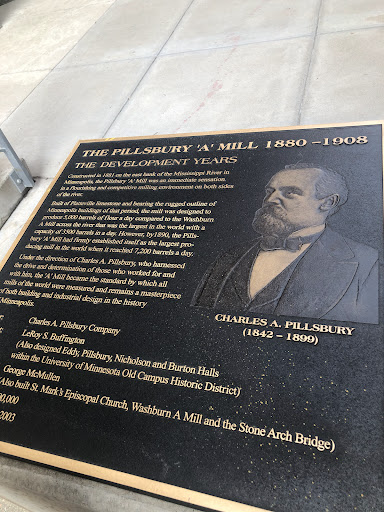 THE PILLSBURY 'A' MILL 1880 -1908
THE DEVELOPMENT YEARS
Constructed in 1881 on the east bank of the Mississippi River in
Minneapolis, the Pillsbury 'A' Mill was an immediate sensation
in a flourishing and competitive milling environment on both sides
of the river.
Built of Platteville limestone and bearing the rugged outline of
Minneapolis buildings of that period, the mill was designed to
produce 5,000 barrels of flour a day compared to the Washburn
A Mill across the river that was the largest in the world with a
capacity of 3500 barrels in a day. However, by 1890, the Pills-
bury 'A' Mill had firmly established itself as the largest pro-
ducing mill in the world when it reached 7,200 barrels a day.
Under the direction of Charles A. Pillsbury, who harnessed
the drive and determination of those who worked for and
with him, the 'A' Mill became the standard by which all
mills of the world were measured and remains a masterpiece
of both building and industrial design in the history
Minneapolis.
CHARLES A. PILLSBURY
(1842 - 1899)
Charles A. Pillsbury Company
LeRoy S. Buffington
(Also designed Eddy, Pillsbury, Nicholson and Burton Halls
within the University of Minnesota Old Campus Historic District)
George McMullen
(Also built St. Mark's Episcopal Church, Washburn A Mill and the Stone Arch Bridge)
00,000
2003